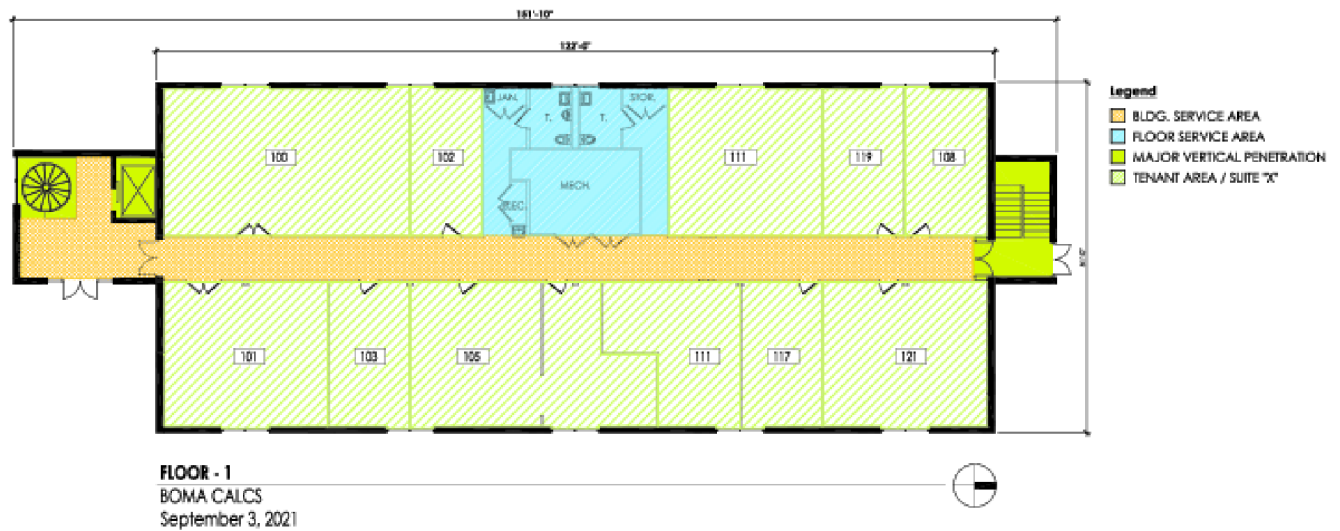 151'-10"
122'-0"
Legend
BLDG. SERVICE AREA
FLOOR SERVICE AREA
MAJOR VERTICAL PENETRATION
TENANT AREA / SUITE "X"
JAN.
STOR.
T.
T.
100
102
111
119
108
MECH.
ELEC.
101
103
105
111
117
121
FLOOR - 1
BOMA CALCS
September 3, 2021